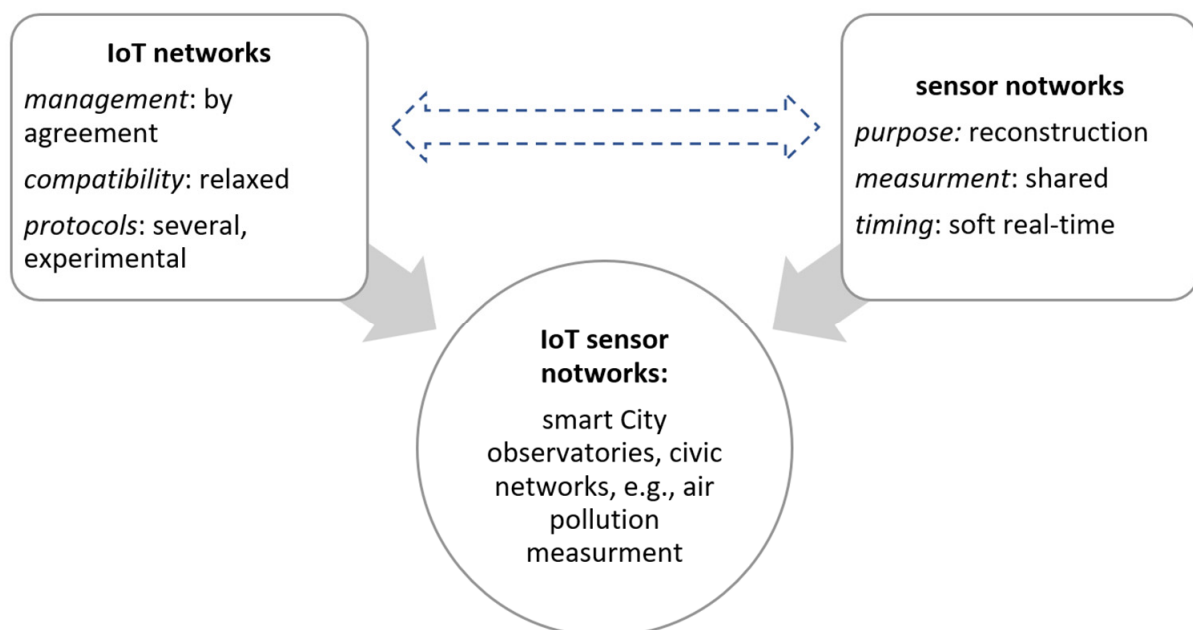 IoT networks
management: by
agreement
compatibility: relaxed
protocols: several,
experimental
sensor notworks
purpose: reconstruction
measurment: shared
timing: soft real-time
IoT sensor
notworks:
smart City
observatories, civic
networks, e.g., air
pollution
measurment